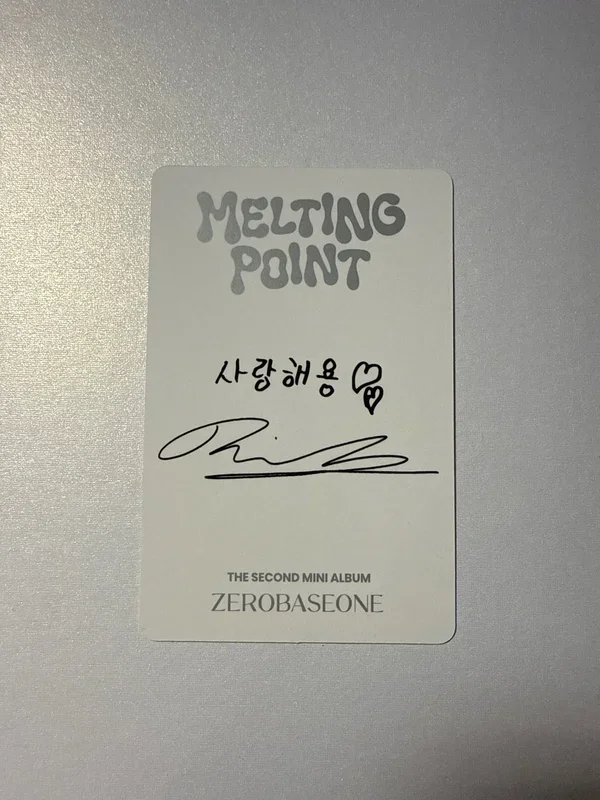 MELTING
POINT
사랑해용
THE SECOND MINI ALBUM
ZEROBASEONE